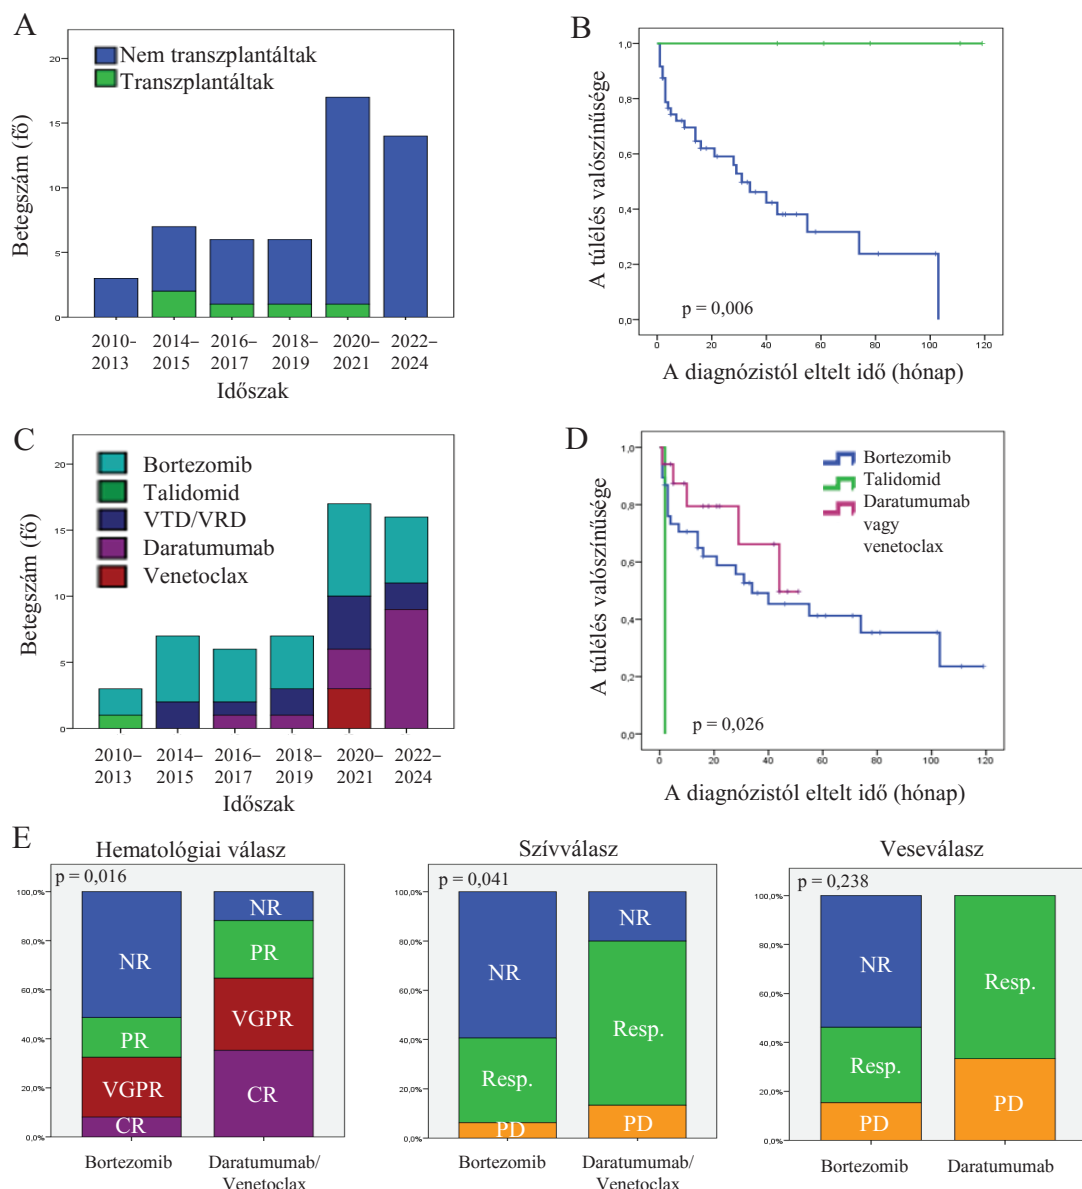 A
Nem transzplantáltak
Transzplantáltak
Betegszám (fő)
20
15
10
5
0
2010– 2014– 2016– 2018– 2020– 2022–
2013 2015 2017 2019 2021 2024
Időszak
B
A túlélés valószínűsége
1,0
0,8
0,6
0,4
0,2
0,0
p = 0,006
0 20 40 60 80 100 120
A diagnózistól eltelt idő (hónap)
C
Bortezomib
Talidomid
VTD/VRD
Daratumumab
Venetoclax
Betegszám (fő)
20
15
10
5
0
2010– 2014– 2016– 2018– 2020– 2022–
2013 2015 2017 2019 2021 2024
Időszak
D
Bortezomib
Talidomid
Daratumumab
vagy
venetoclax
A túlélés valószínűsége
1,0
0,8
0,6
0,4
0,2
0,0
p = 0,026
0 20 40 60 80 100 120
A diagnózistól eltelt idő (hónap)
E
Hematológiai válasz
p = 0,016
100,0%
80,0%
60,0%
40,0%
20,0%
0,0%
NR
PR
VGPR
CR
NR
PR
VGPR
CR
Bortezomib
Daratumumab/
Venetoclax
Szívválasz
p = 0,041
100,0%
80,0%
60,0%
40,0%
20,0%
0,0%
NR
Resp.
PD
NR
Resp.
PD
Bortezomib
Daratumumab/
Venetoclax
Veseválasz
p = 0,238
100,0%
80,0%
60,0%
40,0%
20,0%
0,0%
NR
Resp.
PD
Resp.
PD
Bortezomib
Daratumumab